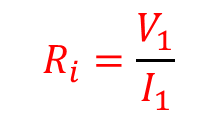 R_i = V_1 / I_1